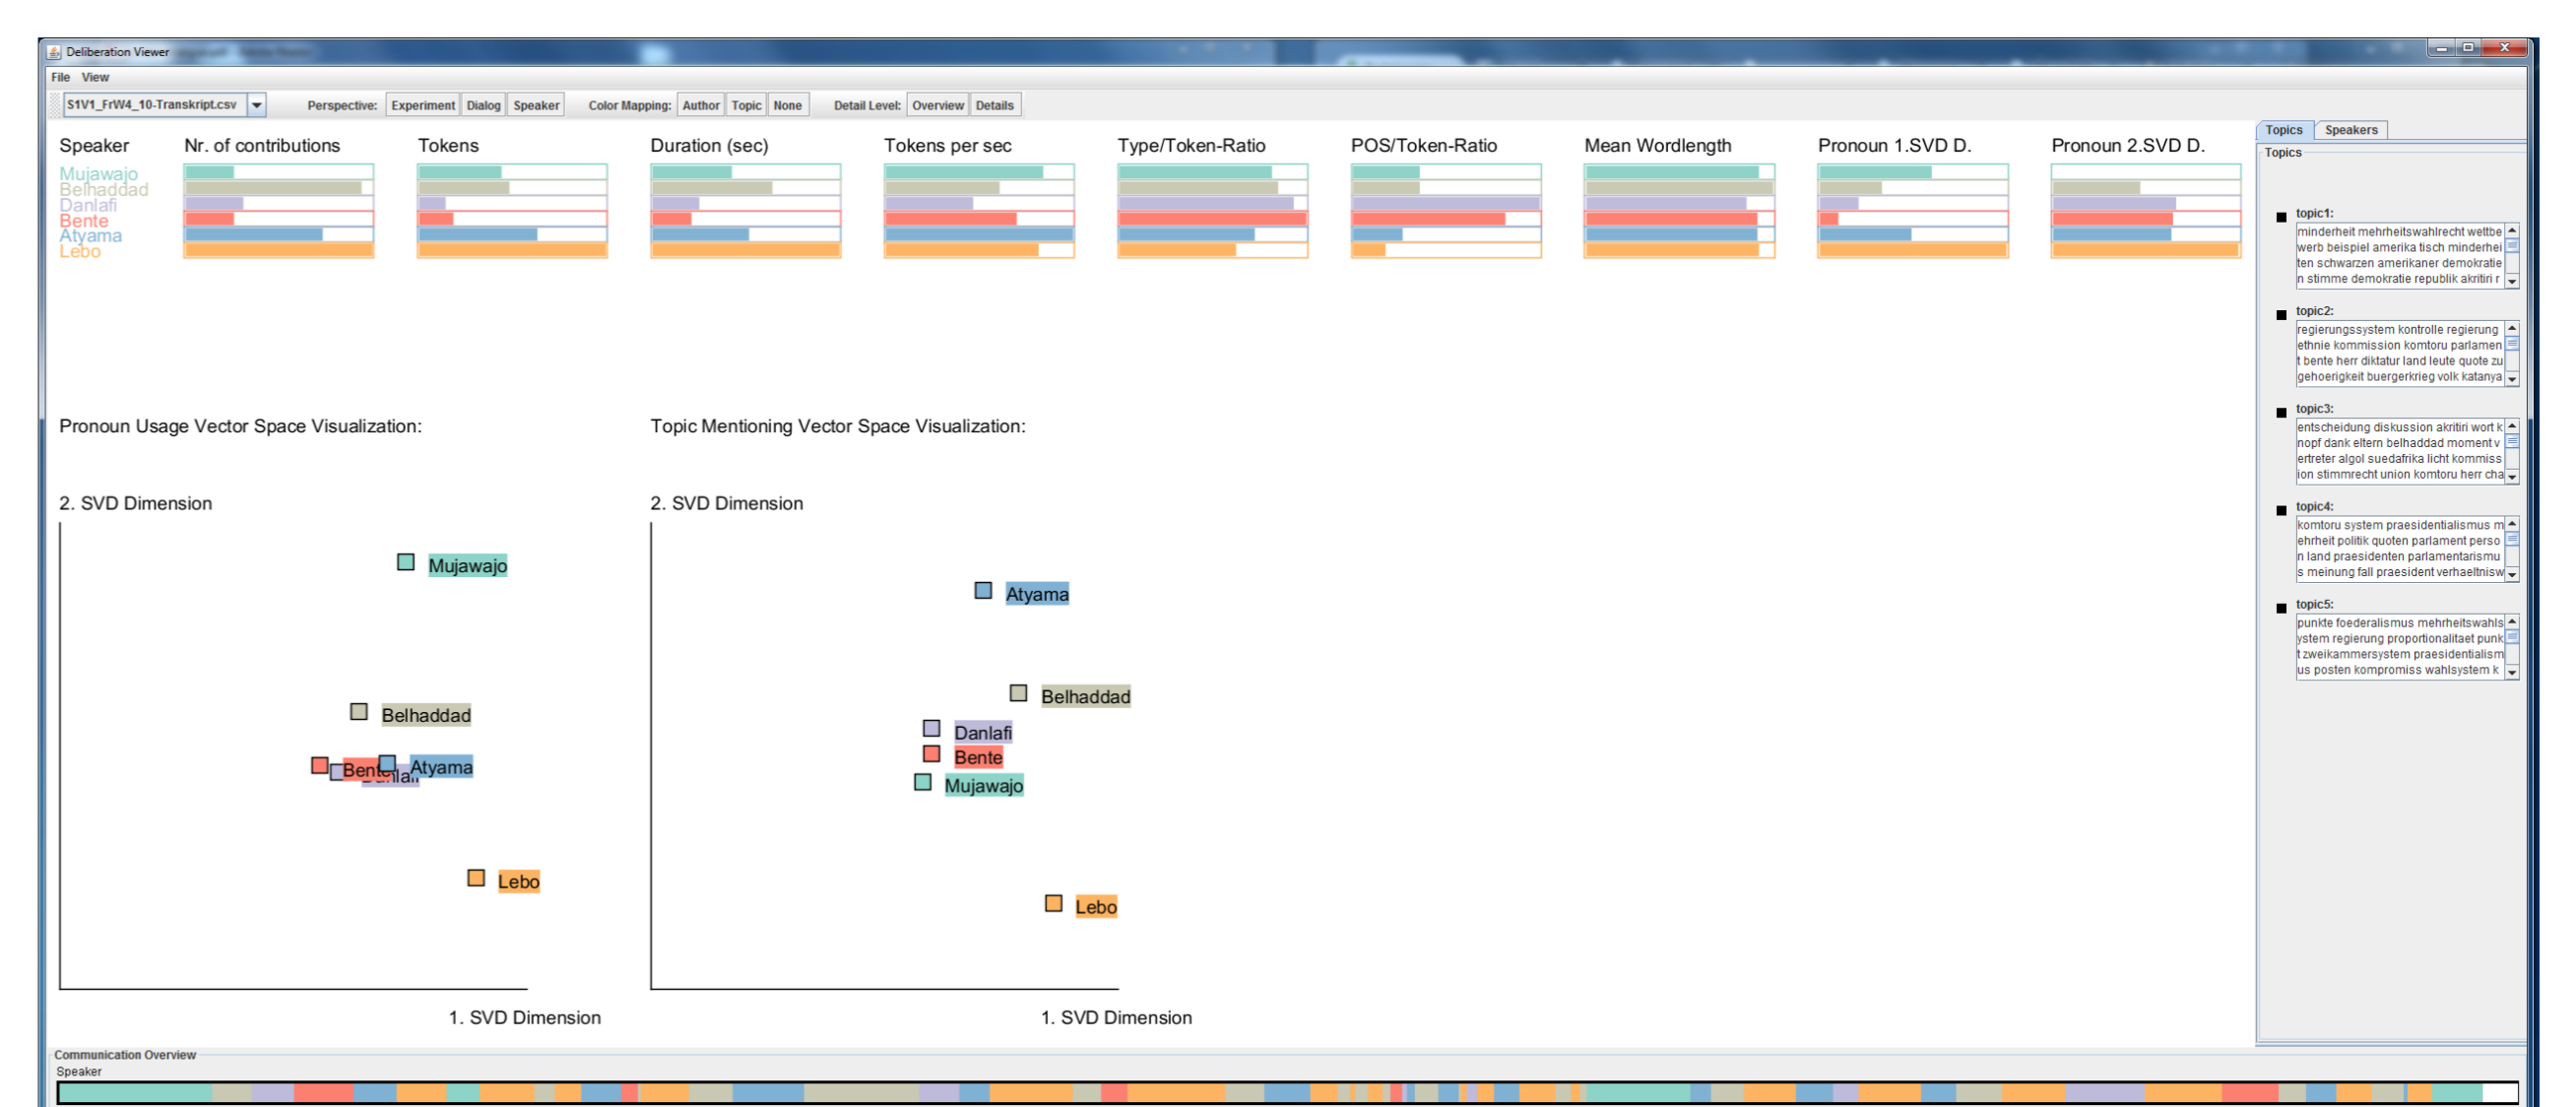 Deliberation Viewer
File View
S1V1_FrW4_10-Transkript.csv Perspective: Experiment Dialog Speaker Color Mapping: Author Topic None Detail Level: Overview Details
Speaker Nr. of contributions Tokens Duration (sec) Tokens per sec Type/Token-Ratio POS/Token-Ratio Mean Wordlength Pronoun 1.SVD D. Pronoun 2.SVD D.
Mujawajo
Belhaddad
Danlafi
Bente
Atyama
Lebo
Pronoun Usage Vector Space Visualization:
2. SVD Dimension
Mujawajo
Belhaddad
Bente
Danlafi
Atyama
Lebo
1. SVD Dimension
Topic Mentioning Vector Space Visualization:
2. SVD Dimension
Atyama
Belhaddad
Danlafi
Bente
Mujawajo
Lebo
1. SVD Dimension
Topics Speakers
Topics
topic1:
minderheit mehrheitswahlrecht wettbe
werb beispiel amerika tisch minderhei
ten schwarzen amerikaner demokratie
n stimme demokratie republik akritiri r
topic2:
regierungssystem kontrolle regierung
ethnie kommission komtoru parlamen
t bente herr diktatur land leute quote zu
gehoerigkeit buergerkrieg volk katanya
topic3:
entscheidung diskussion akritiri wort k
nopf dank eltern belhaddad moment v
ertreter algol suedafrika licht kommiss
ion stimmrecht union komtoru herr cha
topic4:
komtoru system praesidentialismus m
ehrheit politik quoten parlament perso
n land praesidenten parlamentarismu
s meinung fall praesident verhaeltnisw
topic5:
punkte foederalismus mehrheitswahls
ystem regierung proportionalitaet punk
t zweikammersystem praesidentialism
us posten kompromiss wahlsystem k
Communication Overview
Speaker